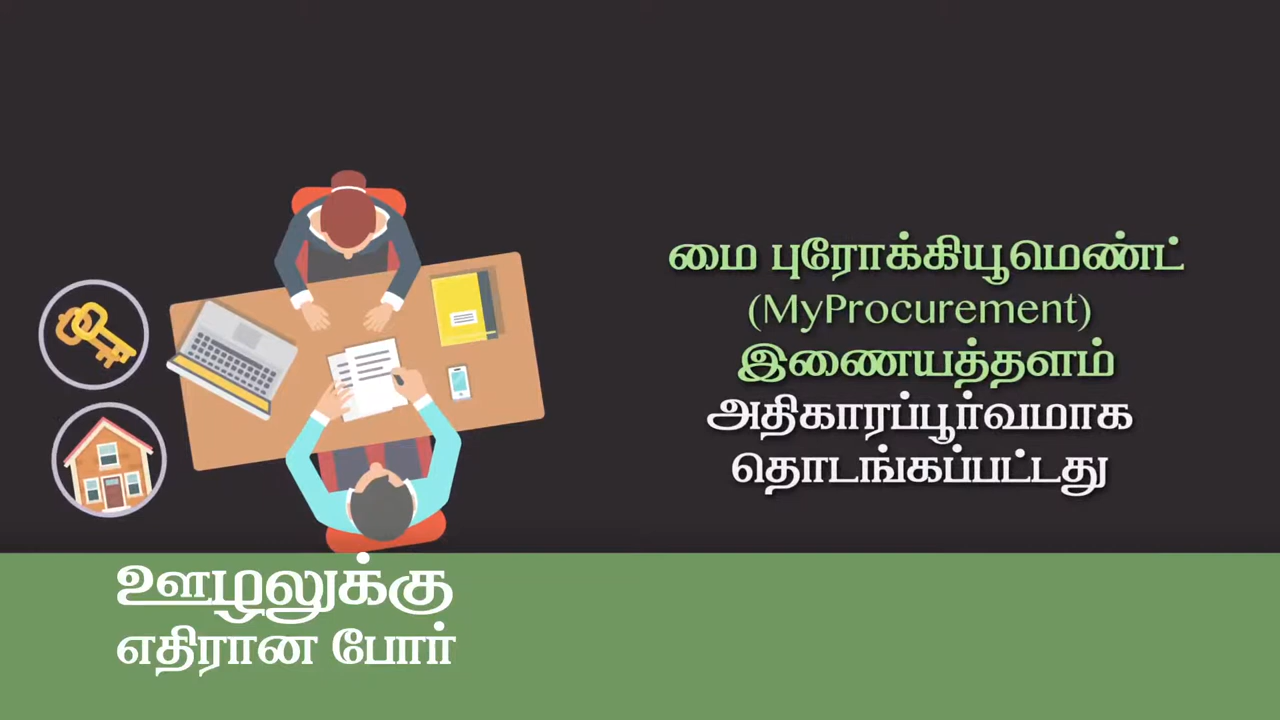 மை புரோக்கியூமெண்ட்
(MyProcurement)
இணையத்தளம்
அதிகாரப்பூர்வமாக
தொடங்கப்பட்டது
ஊழலுக்கு
எதிரான போர்